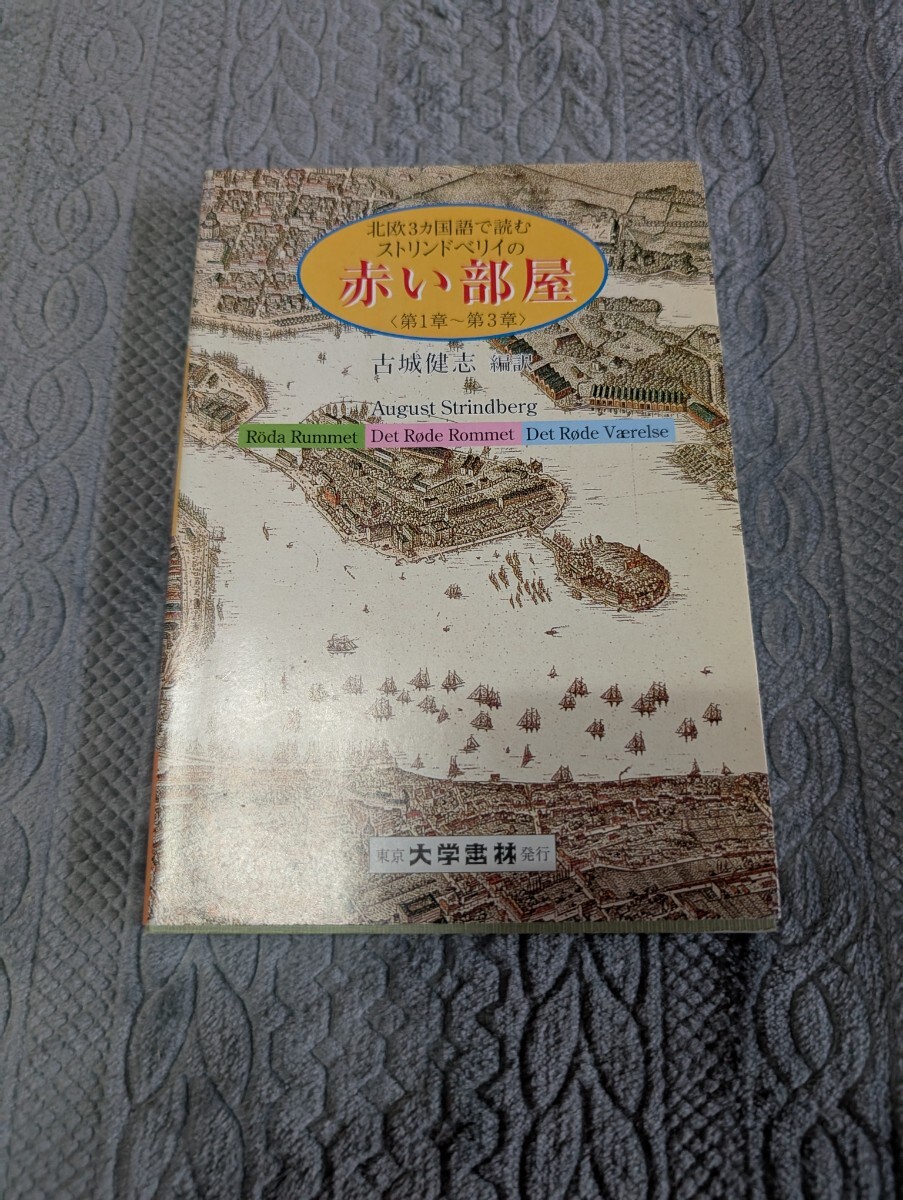 北欧3ヵ国語で読む
ストリンドベリイの
赤い部屋
〈第1章～第3章〉
古城健志 編訳
August Strindberg
Röda Rummet Det Røde Rommet Det Røde Værelse
東京 大学書林 発行